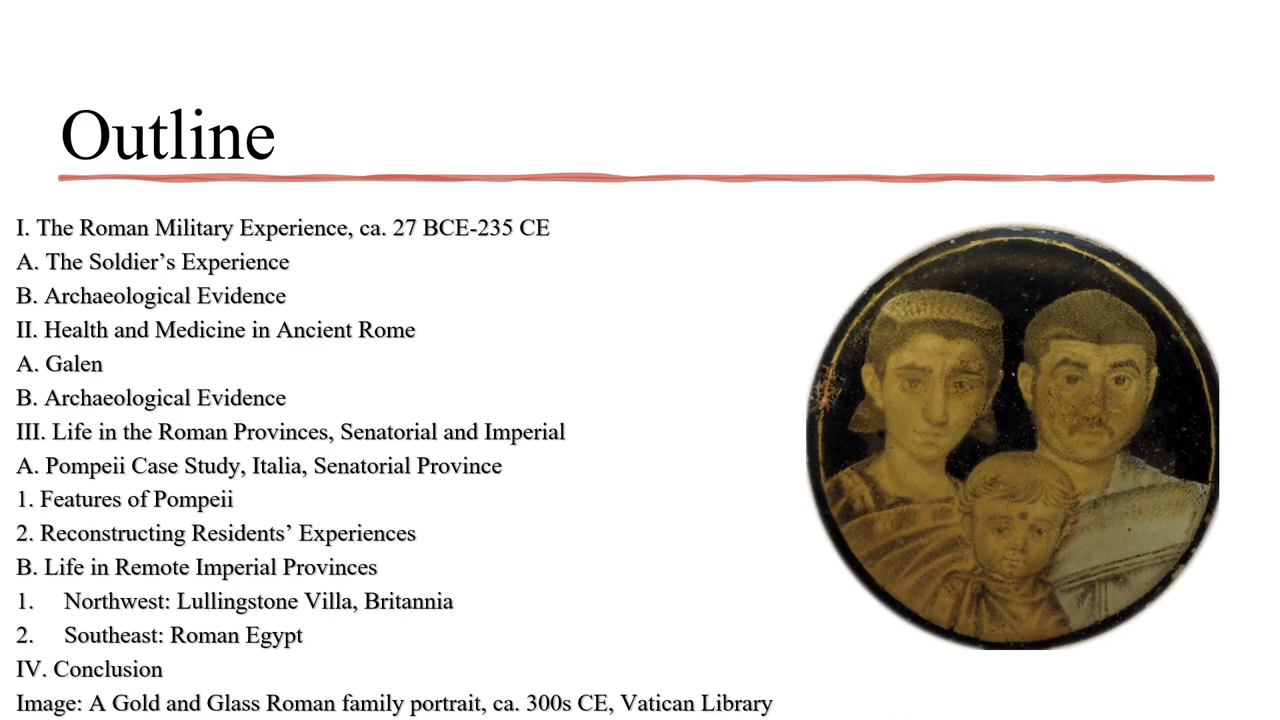 Outline
I. The Roman Military Experience, ca. 27 BCE-235 CE
A. The Soldier’s Experience
B. Archaeological Evidence
II. Health and Medicine in Ancient Rome
A. Galen
B. Archaeological Evidence
III. Life in the Roman Provinces, Senatorial and Imperial
A. Pompeii Case Study, Italia, Senatorial Province
1. Features of Pompeii
2. Reconstructing Residents’ Experiences
B. Life in Remote Imperial Provinces
1. Northwest: Lullingstone Villa, Britannia
2. Southeast: Roman Egypt
IV. Conclusion
Image: A Gold and Glass Roman family portrait, ca. 300s CE, Vatican Library